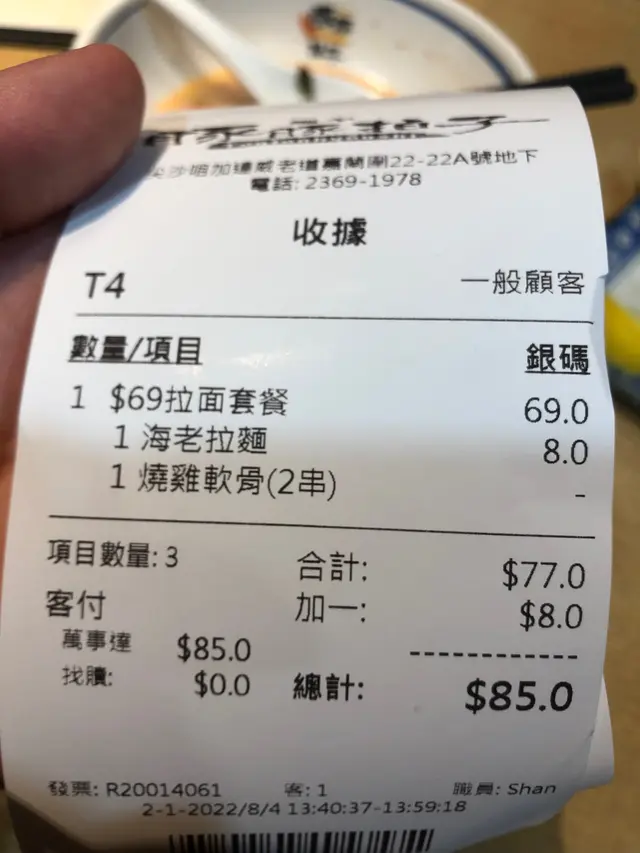 尖沙咀加連威老道嘉蘭圍22-22A號地下
電話: 2369-1978
收據
T4 一般顧客
數量/項目 銀碼
1 $69拉面套餐 69.0
1 海老拉麵 8.0
1 燒雞軟骨(2串) -
項目數量: 3 合計: $77.0
客付 加一: $8.0
萬事達 $85.0
找贖: $0.0 總計: $85.0
發票: R20014061 客: 1 職員: Shan
2-1-2022/8/4 13:40:37-13:59:18